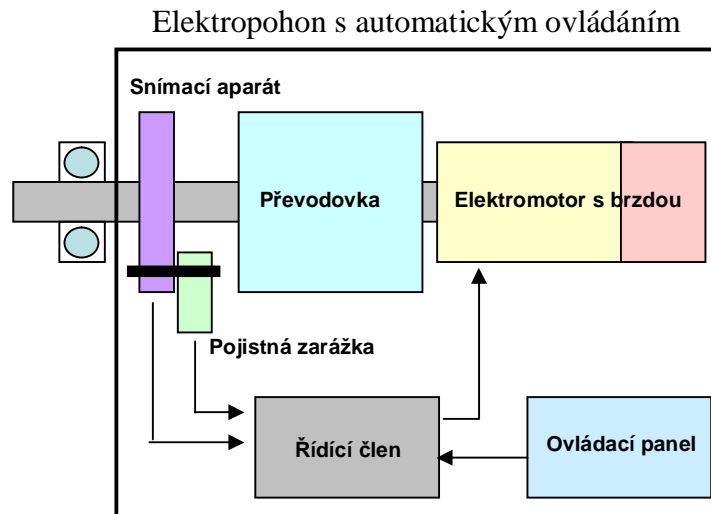 Elektropohon s automatickým ovládáním
Snímací aparát
Převodovka
Elektromotor s brzdou
Pojistná zarážka
Řídící člen
Ovládací panel